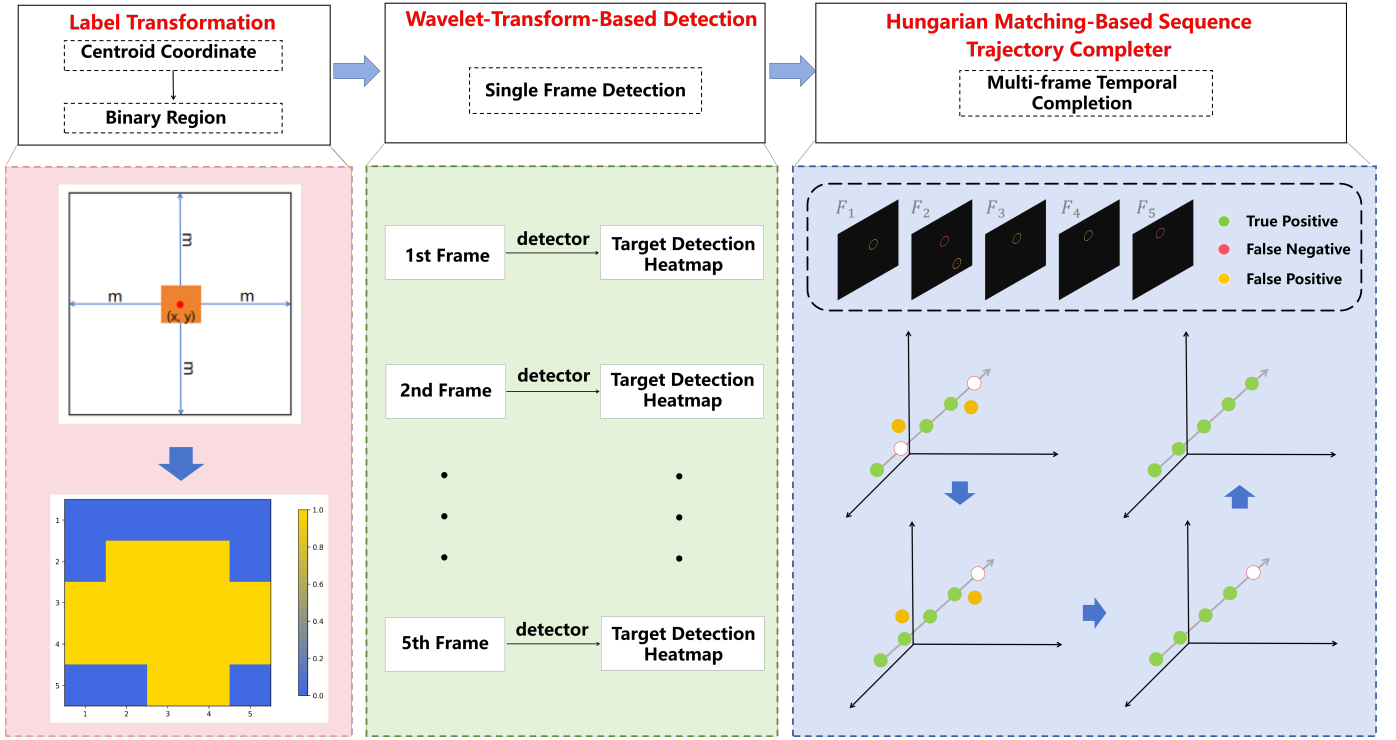 Label Transformation
Centroid Coordinate
Binary Region
Wavelet-Transform-Based Detection
Single Frame Detection
Hungarian Matching-Based Sequence
Trajectory Completer
Multi-frame Temporal
Completion
m
m
m
(x, y)
m
1.0
0.8
0.6
0.4
0.2
0.0
1
2
3
4
5
1 2 3 4 5
1st Frame
detector
Target Detection
Heatmap
2nd Frame
detector
Target Detection
Heatmap
5th Frame
detector
Target Detection
Heatmap
F1 F2 F3 F4 F5
True Positive
False Negative
False Positive